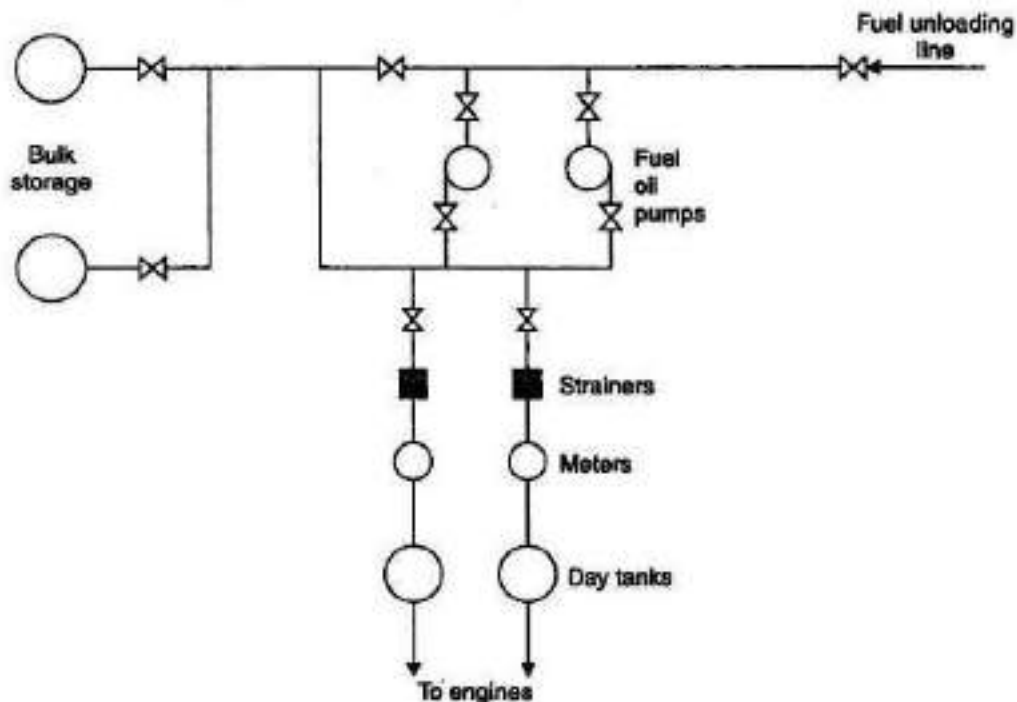 Fuel unloading
line
Bulk
storage
Fuel
oil
pumps
Strainers
Meters
Day tanks
To engines